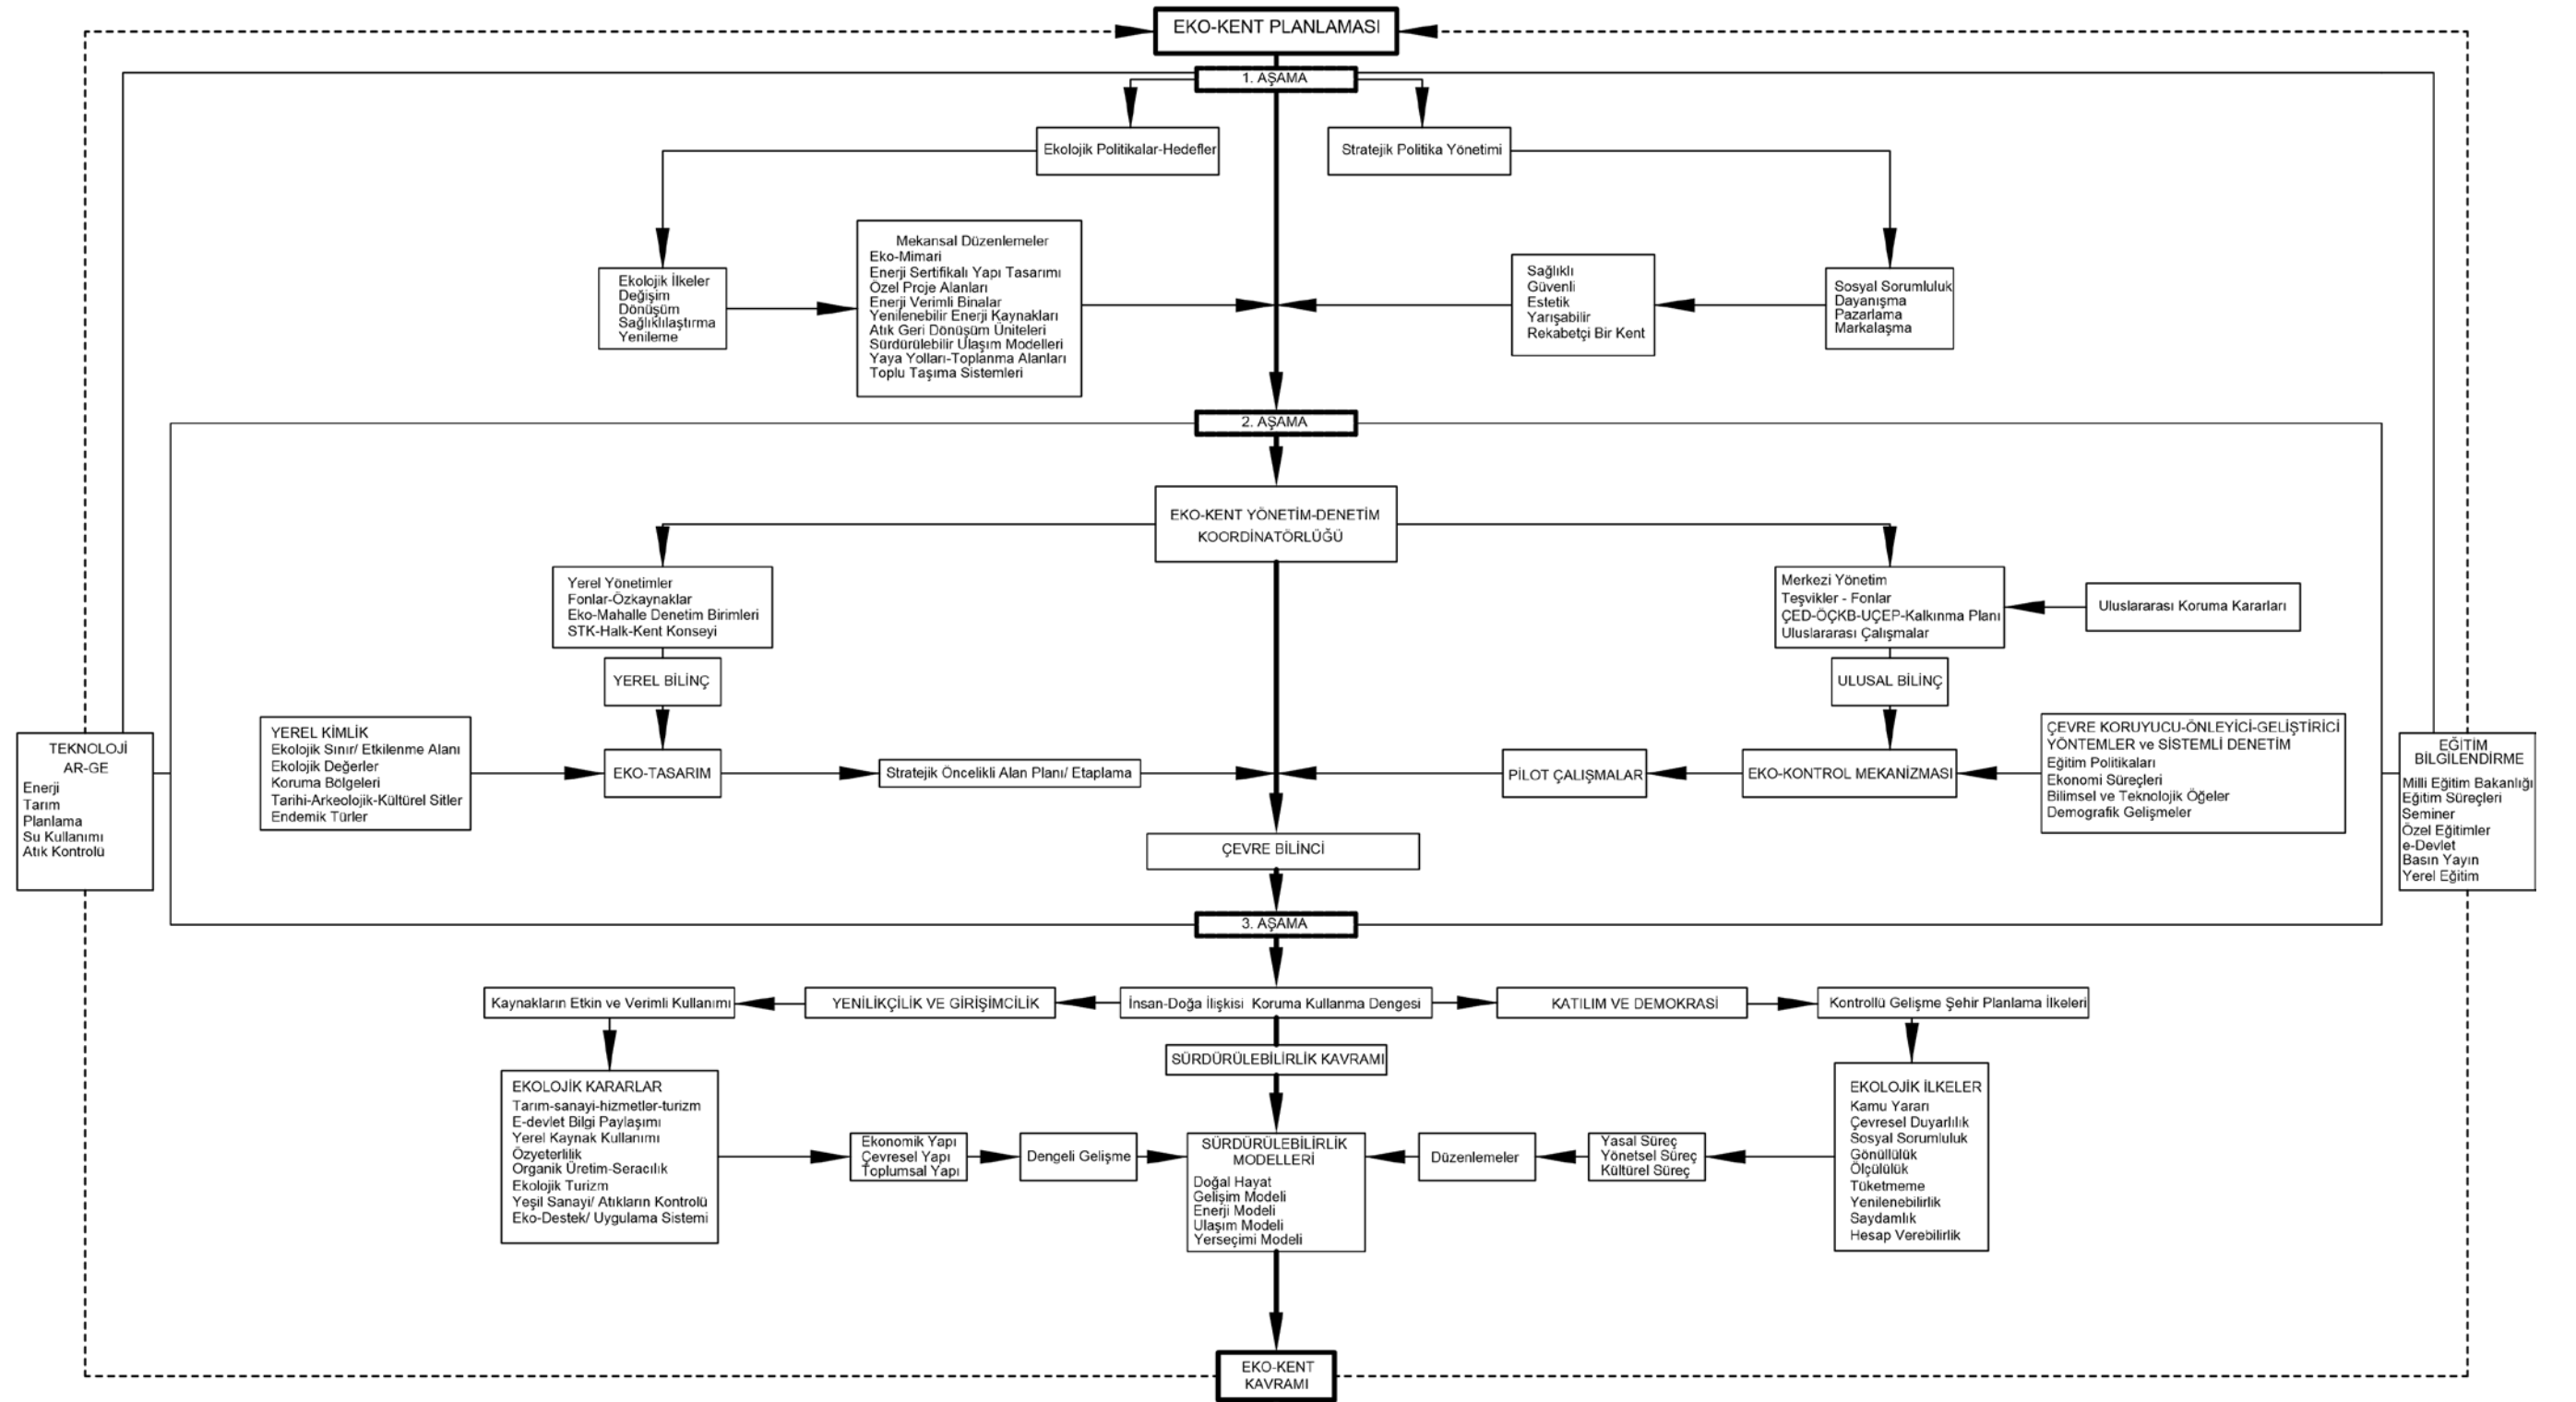 EKO-KENT PLANLAMASI
1. AŞAMA
Ekolojik Politikalar-Hedefler
Stratejik Politika Yönetimi
Ekolojik İlkeler
Değişim
Dönüşüm
Sağlıklılaştırma
Yenileme
Mekansal Düzenlemeler
Eko-Mimari
Enerji Sertifikalı Yapı Tasarımı
Özel Proje Alanları
Enerji Verimli Binalar
Yenilenebilir Enerji Kaynakları
Atık Geri Dönüşüm Üniteleri
Sürdürülebilir Ulaşım Modelleri
Yaya Yolları-Toplanma Alanları
Toplu Taşıma Sistemleri
Sağlıklı
Güvenli
Estetik
Yarışabilir
Rekabetçi Bir Kent
Sosyal Sorumluluk
Dayanışma
Pazarlama
Markalaşma
2. AŞAMA
EKO-KENT YÖNETİM-DENETİM
KOORDİNATÖRLÜĞÜ
Yerel Yönetimler
Fonlar-Özkaynaklar
Eko-Mahalle Denetim Birimleri
STK-Halk-Kent Konseyi
Merkezi Yönetim
Teşvikler - Fonlar
ÇED-ÖÇKB-UÇEP-Kalkınma Planı
Uluslararası Çalışmalar
Uluslararası Koruma Kararları
YEREL BİLİNÇ
ULUSAL BİLİNÇ
TEKNOLOJİ
AR-GE
Enerji
Tarım
Planlama
Su Kullanımı
Atık Kontrolü
YEREL KİMLİK
Ekolojik Sınır/ Etkilenme Alanı
Ekolojik Değerler
Koruma Bölgeleri
Tarihi-Arkeolojik-Kültürel Sitler
Endemik Türler
EKO-TASARIM
Stratejik Öncelikli Alan Planı/ Etaplama
PİLOT ÇALIŞMALAR
EKO-KONTROL MEKANİZMASI
ÇEVRE KORUYUCU-ÖNLEYİCİ-GELİŞTİRİCİ
YÖNTEMLER ve SİSTEMLİ DENETİM
Eğitim Politikaları
Ekonomi Süreçleri
Bilimsel ve Teknolojik Öğeler
Demografik Gelişmeler
EĞİTİM
BİLGİLENDİRME
Milli Eğitim Bakanlığı
Eğitim Süreçleri
Seminer
Özel Eğitimler
e-Devlet
Basın Yayın
Yerel Eğitim
ÇEVRE BİLİNCİ
3. AŞAMA
Kaynakların Etkin ve Verimli Kullanımı
YENİLİKÇİLİK VE GİRİŞİMCİLİK
İnsan-Doğa İlişkisi Koruma Kullanma Dengesi
KATILIM VE DEMOKRASİ
Kontrollü Gelişme Şehir Planlama İlkeleri
SÜRDÜRÜLEBİLİRLİK KAVRAMI
EKOLOJİK KARARLAR
Tarım-sanayi-hizmetler-turizm
E-devlet Bilgi Paylaşımı
Yerel Kaynak Kullanımı
Özyeterlilik
Organik Üretim-Seracılık
Ekolojik Turizm
Yeşil Sanayi/ Atıkların Kontrolü
Eko-Destek/ Uygulama Sistemi
Ekonomik Yapı
Çevresel Yapı
Toplumsal Yapı
Dengeli Gelişme
SÜRDÜRÜLEBİLİRLİK
MODELLERİ
Doğal Hayat
Gelişim Modeli
Enerji Modeli
Ulaşım Modeli
Yerseçimi Modeli
Düzenlemeler
Yasal Süreç
Yönetsel Süreç
Kültürel Süreç
EKOLOJİK İLKELER
Kamu Yararı
Çevresel Duyarlılık
Sosyal Sorumluluk
Gönüllülük
Ölçülülük
Tüketmeme
Yenilenebilirlik
Saydamlık
Hesap Verebilirlik
EKO-KENT
KAVRAMI